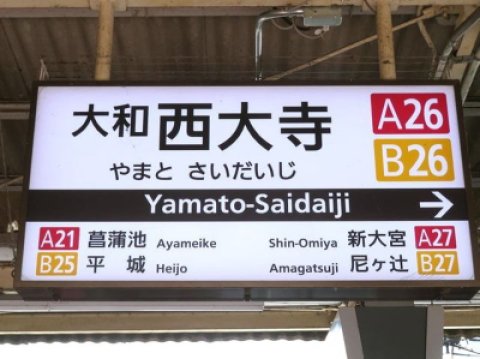 大和西大寺 A26
やまと さいだいじ B26
Yamato-Saidaiji →
A21 菖蒲池 Ayameike Shin-Omiya 新大宮 A27
B25 平城 Heijo Amagatsuji 尼ヶ辻 B27